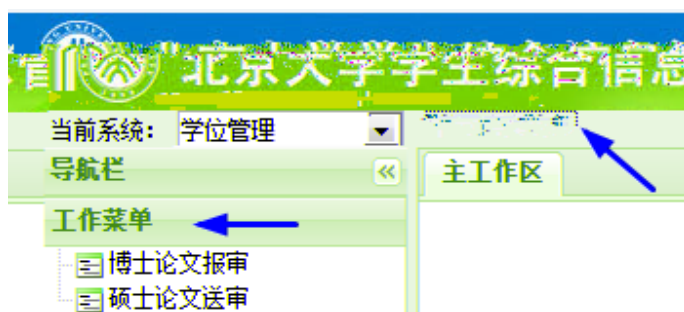 北京大学学生综合信息
当前系统： 学位管理
导航栏
主工作区
工作菜单
博士论文报审
硕士论文送审